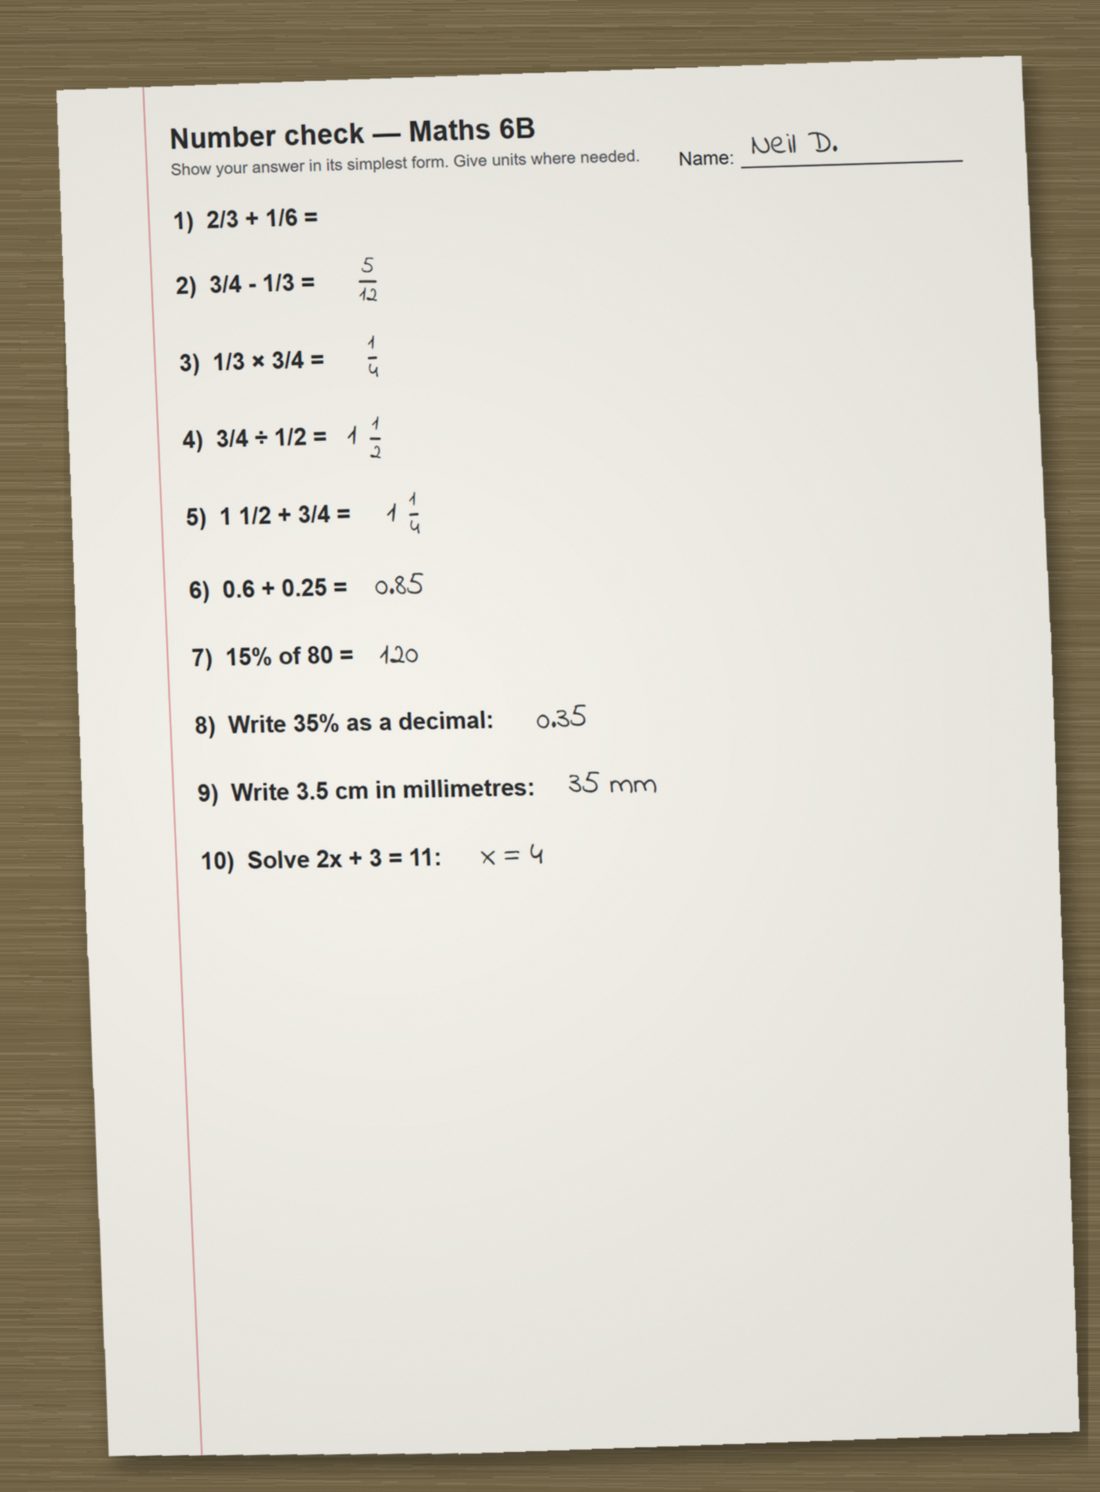 Number check — Maths 6B
Show your answer in its simplest form. Give units where needed.
Name: Neil D.
1) 2/3 + 1/6 =
2) 3/4 - 1/3 = 5/12
3) 1/3 × 3/4 = 1/4
4) 3/4 ÷ 1/2 = 1 1/2
5) 1 1/2 + 3/4 = 1 1/4
6) 0.6 + 0.25 = 0.85
7) 15% of 80 = 120
8) Write 35% as a decimal: 0.35
9) Write 3.5 cm in millimetres: 35 mm
10) Solve 2x + 3 = 11: x = 4